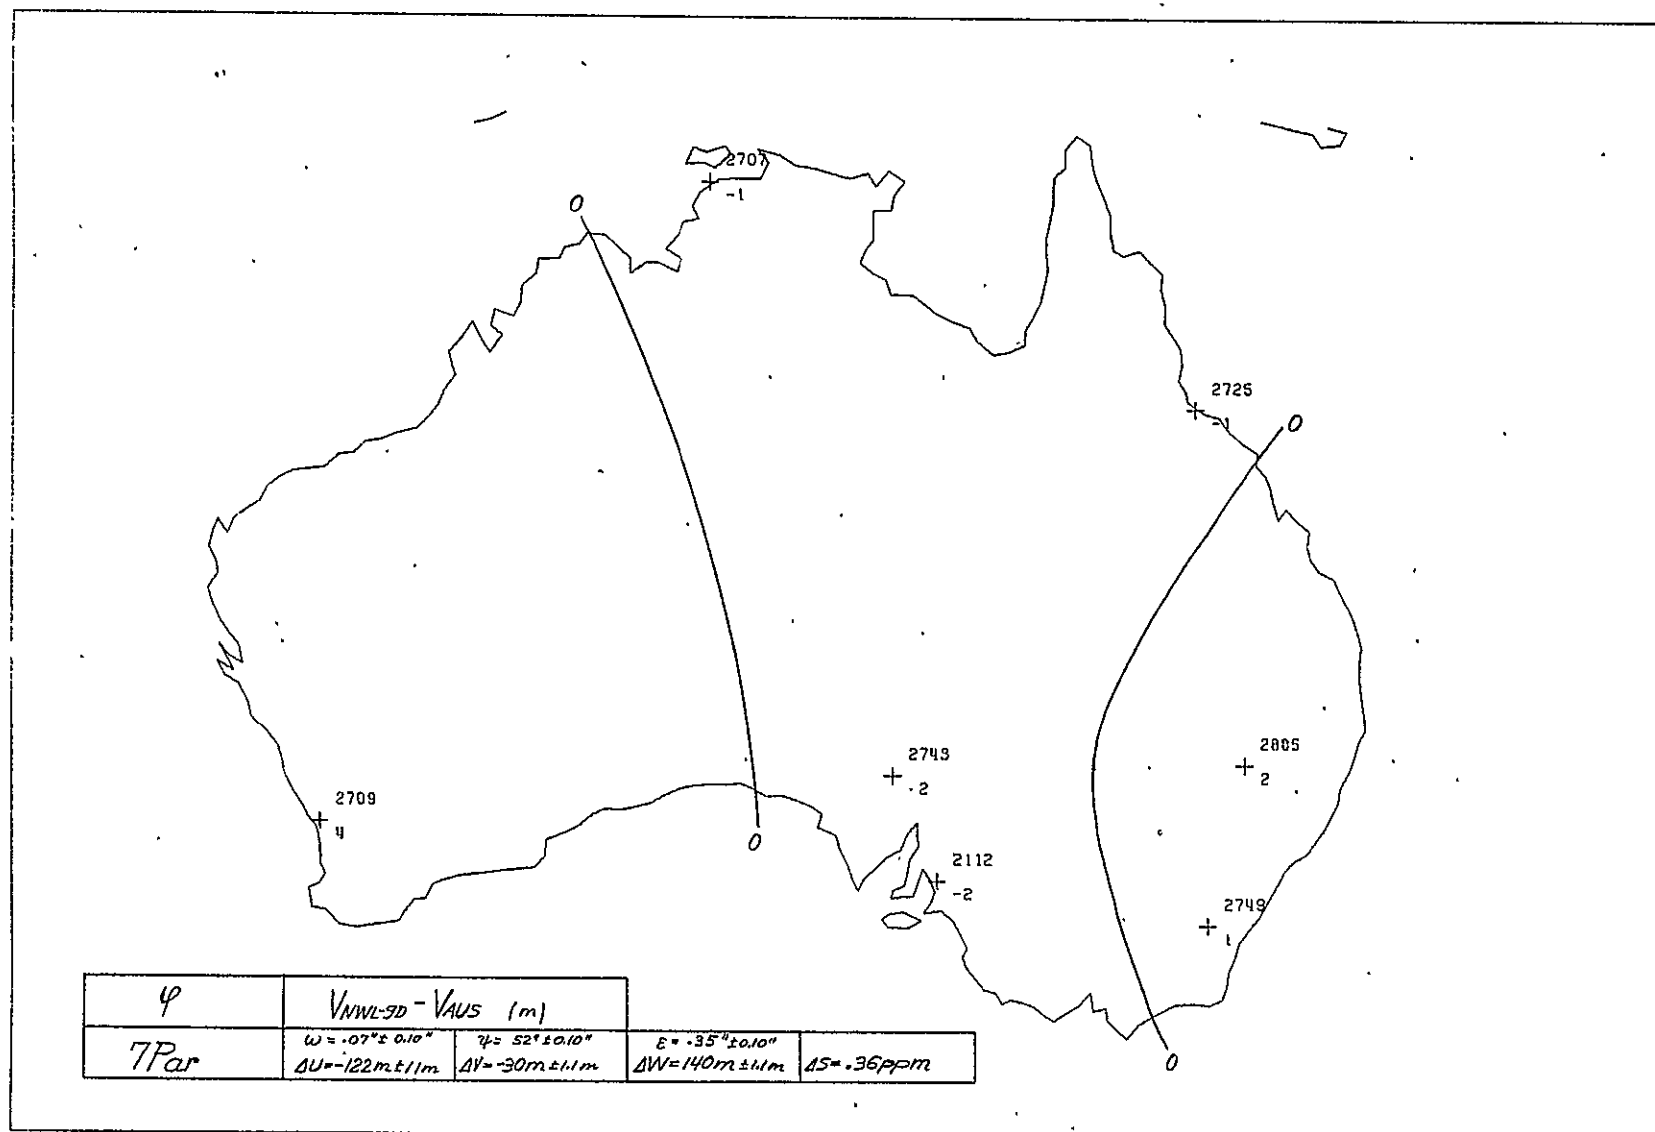 2707
-1
0
2725
-1
0
2743
-2
2805
2
2709
4
0
2112
-2
2749
1
0
φ
VNWL-9D - VAUS (m)
7Par
ω = .07" ± 0.10"
ΔU=-122m±1.1m
ψ= .52" ±0.10"
ΔV=-30m±1.1m
ε = .35" ±0.10"
ΔW=140m±1.1m
ΔS=.36ppm